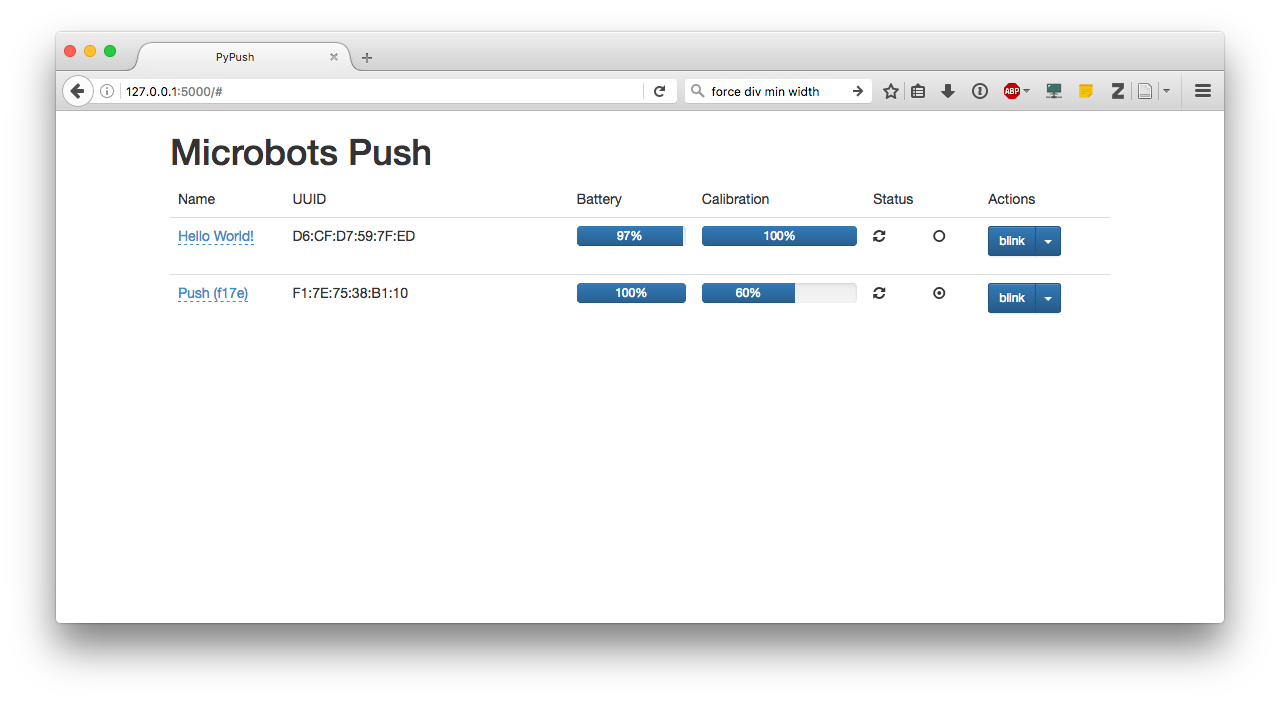 PyPush
127.0.0.1:5000/#
force div min width
ABP
Microbots Push
Name UUID Battery Calibration Status Actions
Hello World! D6:CF:D7:59:7F:ED 97% 100% blink
Push (f17e) F1:7E:75:38:B1:10 100% 60% blink